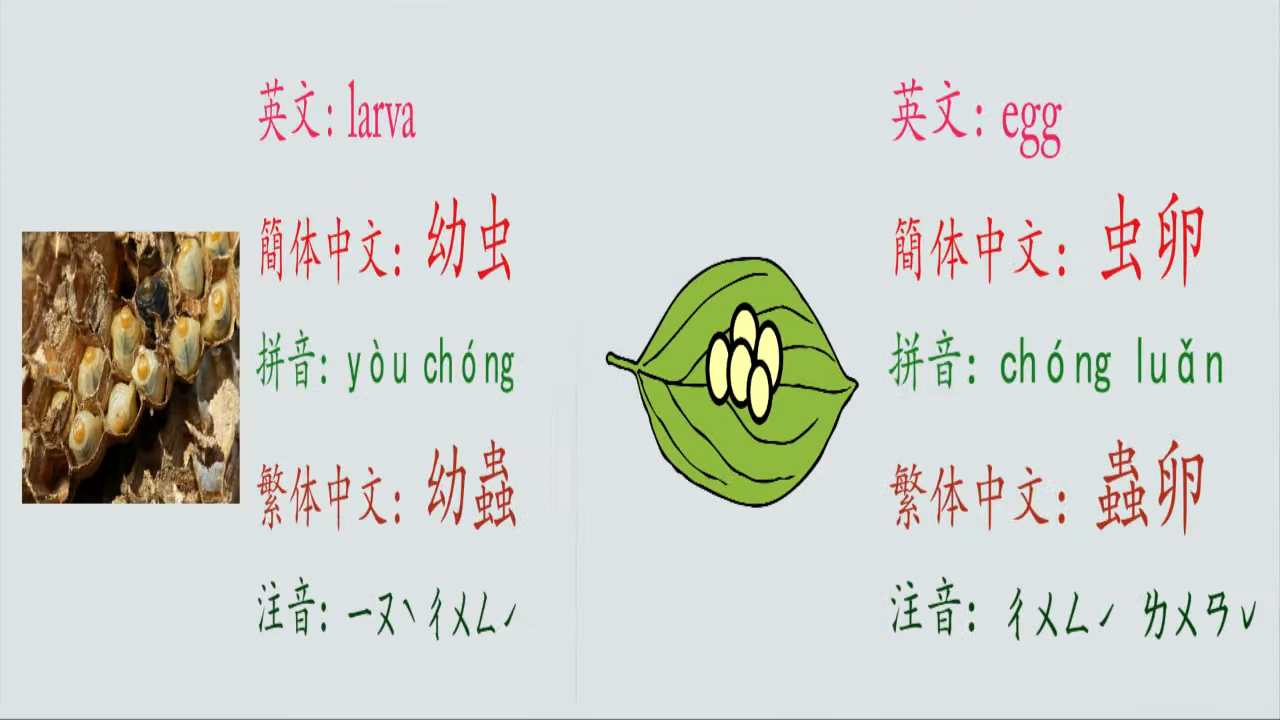 英文: larva
簡体中文: 幼虫
拼音: yòu chóng
繁体中文: 幼蟲
注音: ㄧㄡˋ ㄔㄨㄥˊ
英文: egg
簡体中文: 虫卵
拼音: chóng luǎn
繁体中文: 蟲卵
注音: ㄔㄨㄥˊ ㄌㄨㄢˇ